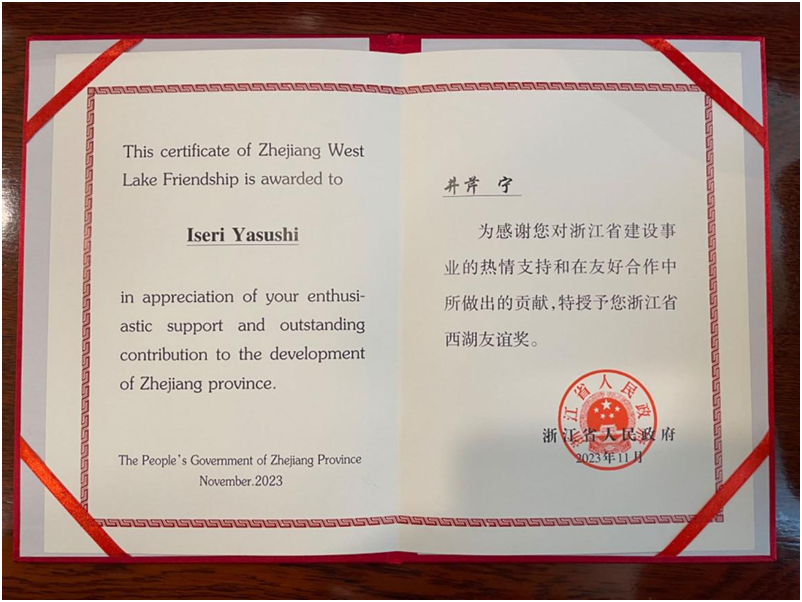 This certificate of Zhejiang West
Lake Friendship is awarded to
Iseri Yasushi
in appreciation of your enthusi-
astic support and outstanding
contribution to the development
of Zhejiang province.
The People's Government of Zhejiang Province
November.2023
井芹 宁
为感谢您对浙江省建设事
业的热情支持和在友好合作中
所做出的贡献,特授予您浙江省
西湖友谊奖。
浙江省人民政府
浙江省人民政府
2023年11月